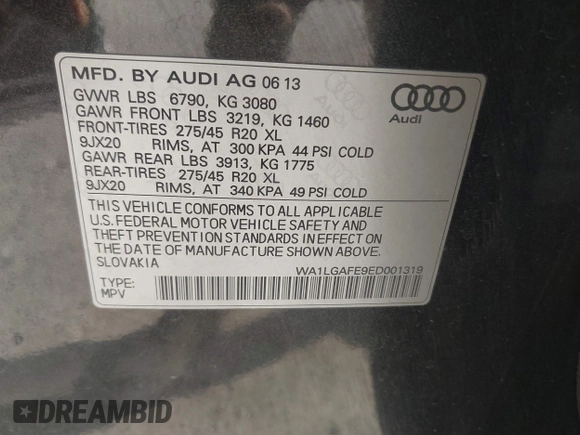 MFD. BY AUDI AG 06 13
GVWR LBS 6790, KG 3080
GAWR FRONT LBS 3219, KG 1460
FRONT-TIRES 275/45 R20 XL
9JX20 RIMS, AT 300 KPA 44 PSI COLD
GAWR REAR LBS 3913, KG 1775
REAR-TIRES 275/45 R20 XL
9JX20 RIMS, AT 340 KPA 49 PSI COLD
Audi
THIS VEHICLE CONFORMS TO ALL APPLICABLE
U.S. FEDERAL MOTOR VEHICLE SAFETY AND
THEFT PREVENTION STANDARDS IN EFFECT ON
THE DATE OF MANUFACTURE SHOWN ABOVE.
SLOVAKIA
WA1LGAFE9ED001319
TYPE:
MPV
DREAMBID